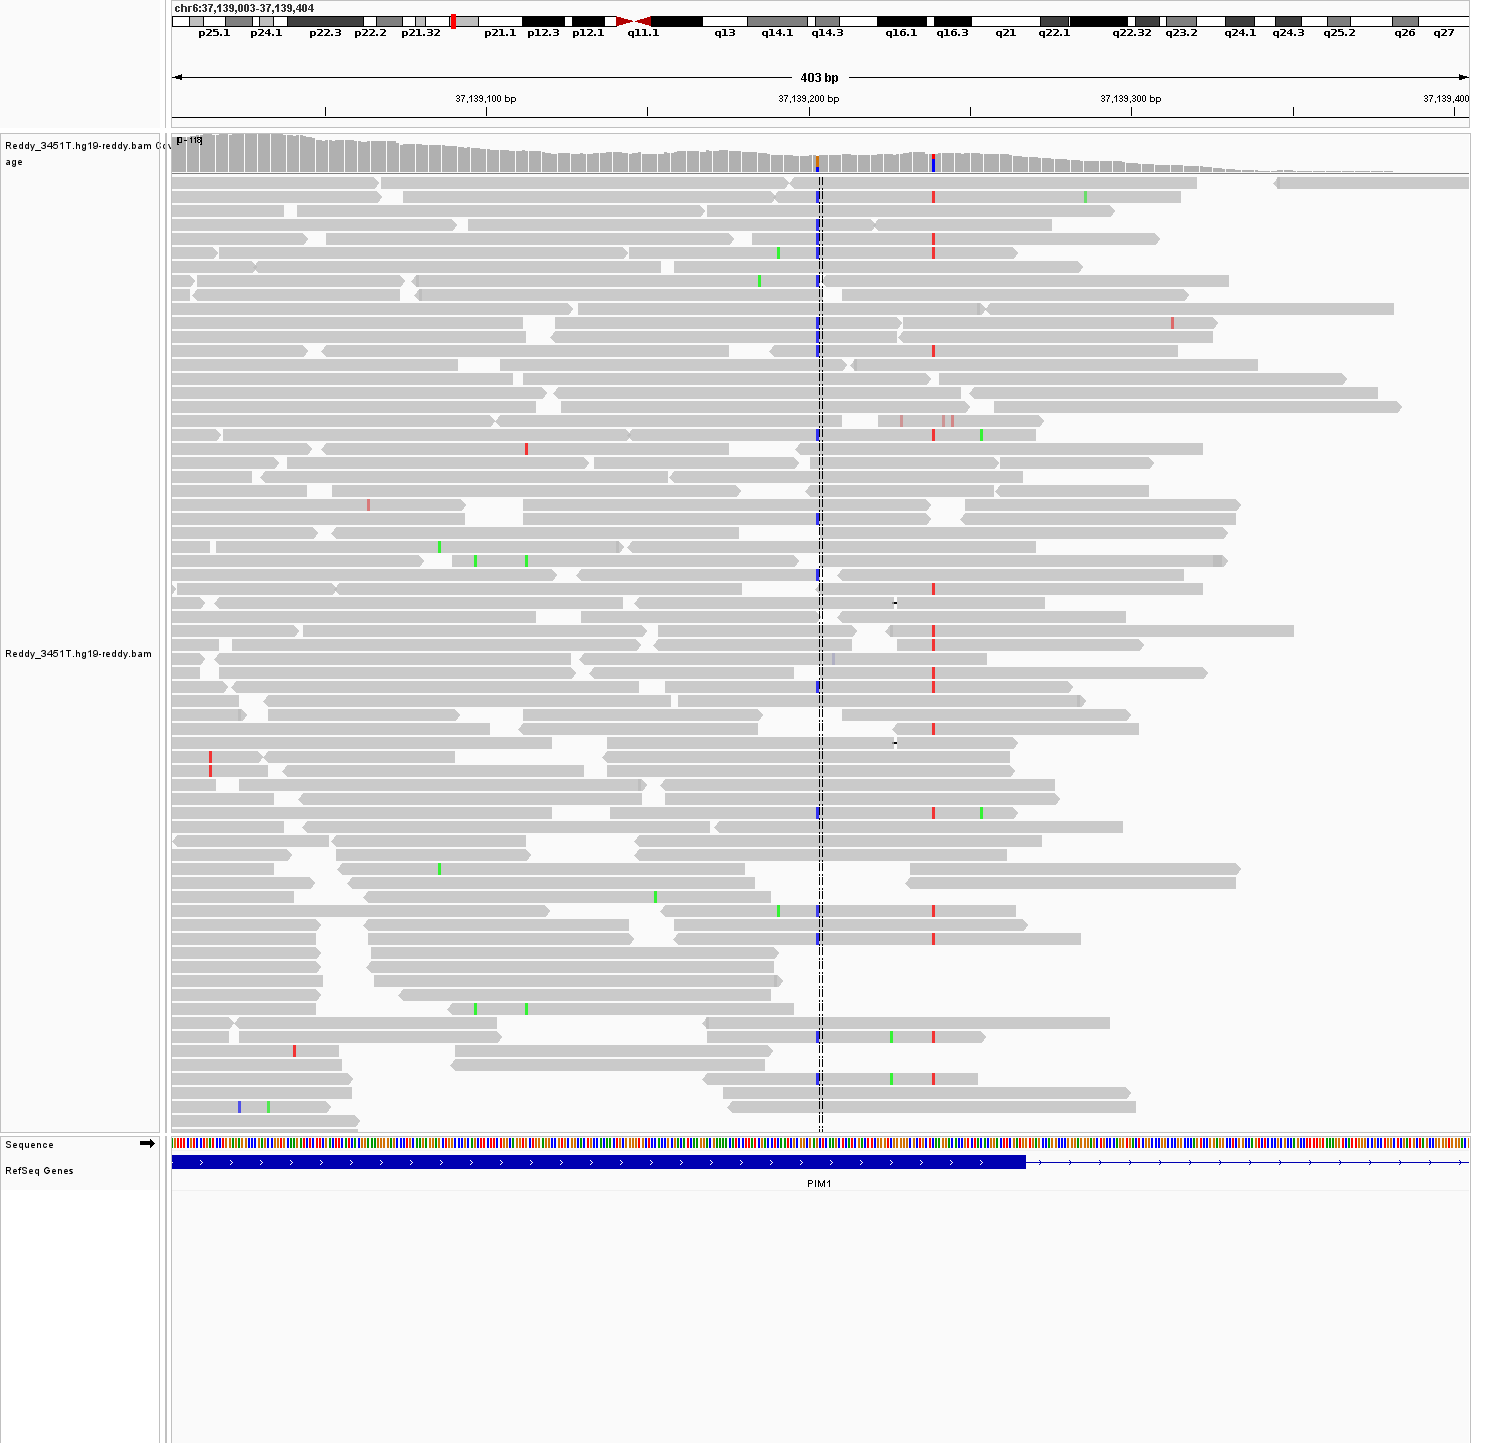 chr6:37,139,003-37,139,404
p25.1 p24.1 p22.3 p22.2 p21.32 p21.1 p12.3 p12.1 q11.1 q13 q14.1 q14.3 q16.1 q16.3 q21 q22.1 q22.32 q23.2 q24.1 q24.3 q25.2 q26 q27
403 bp
37,139,100 bp 37,139,200 bp 37,139,300 bp 37,139,400
Reddy_3451T.hg19-reddy.bam Cov
age
[0 - 118]
Reddy_3451T.hg19-reddy.bam
Sequence
RefSeq Genes
PIM1